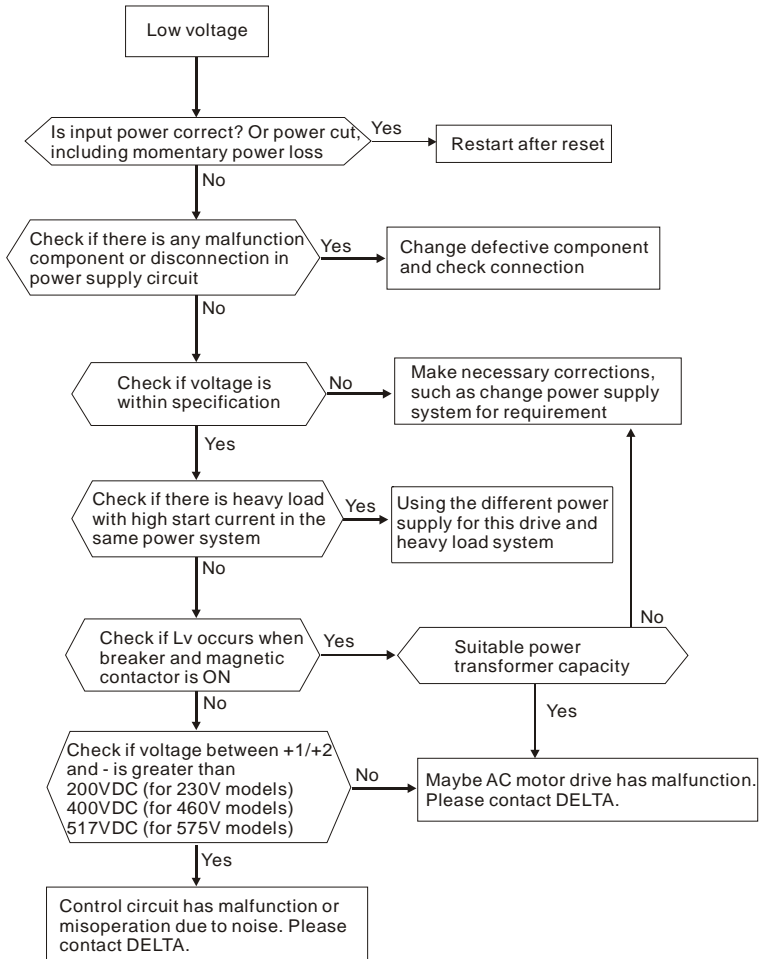 Low voltage
Is input power correct? Or power cut,
including momentary power loss
Yes
Restart after reset
No
Check if there is any malfunction
component or disconnection in
power supply circuit
Yes
Change defective component
and check connection
No
Check if voltage is
within specification
No
Make necessary corrections,
such as change power supply
system for requirement
Yes
Check if there is heavy load
with high start current in the
same power system
Yes
Using the different power
supply for this drive and
heavy load system
No
Check if Lv occurs when
breaker and magnetic
contactor is ON
Yes
Suitable power
transformer capacity
No
Yes
No
Check if voltage between +1/+2
and - is greater than
200VDC (for 230V models)
400VDC (for 460V models)
517VDC (for 575V models)
No
Maybe AC motor drive has malfunction.
Please contact DELTA.
Yes
Control circuit has malfunction or
misoperation due to noise. Please
contact DELTA.